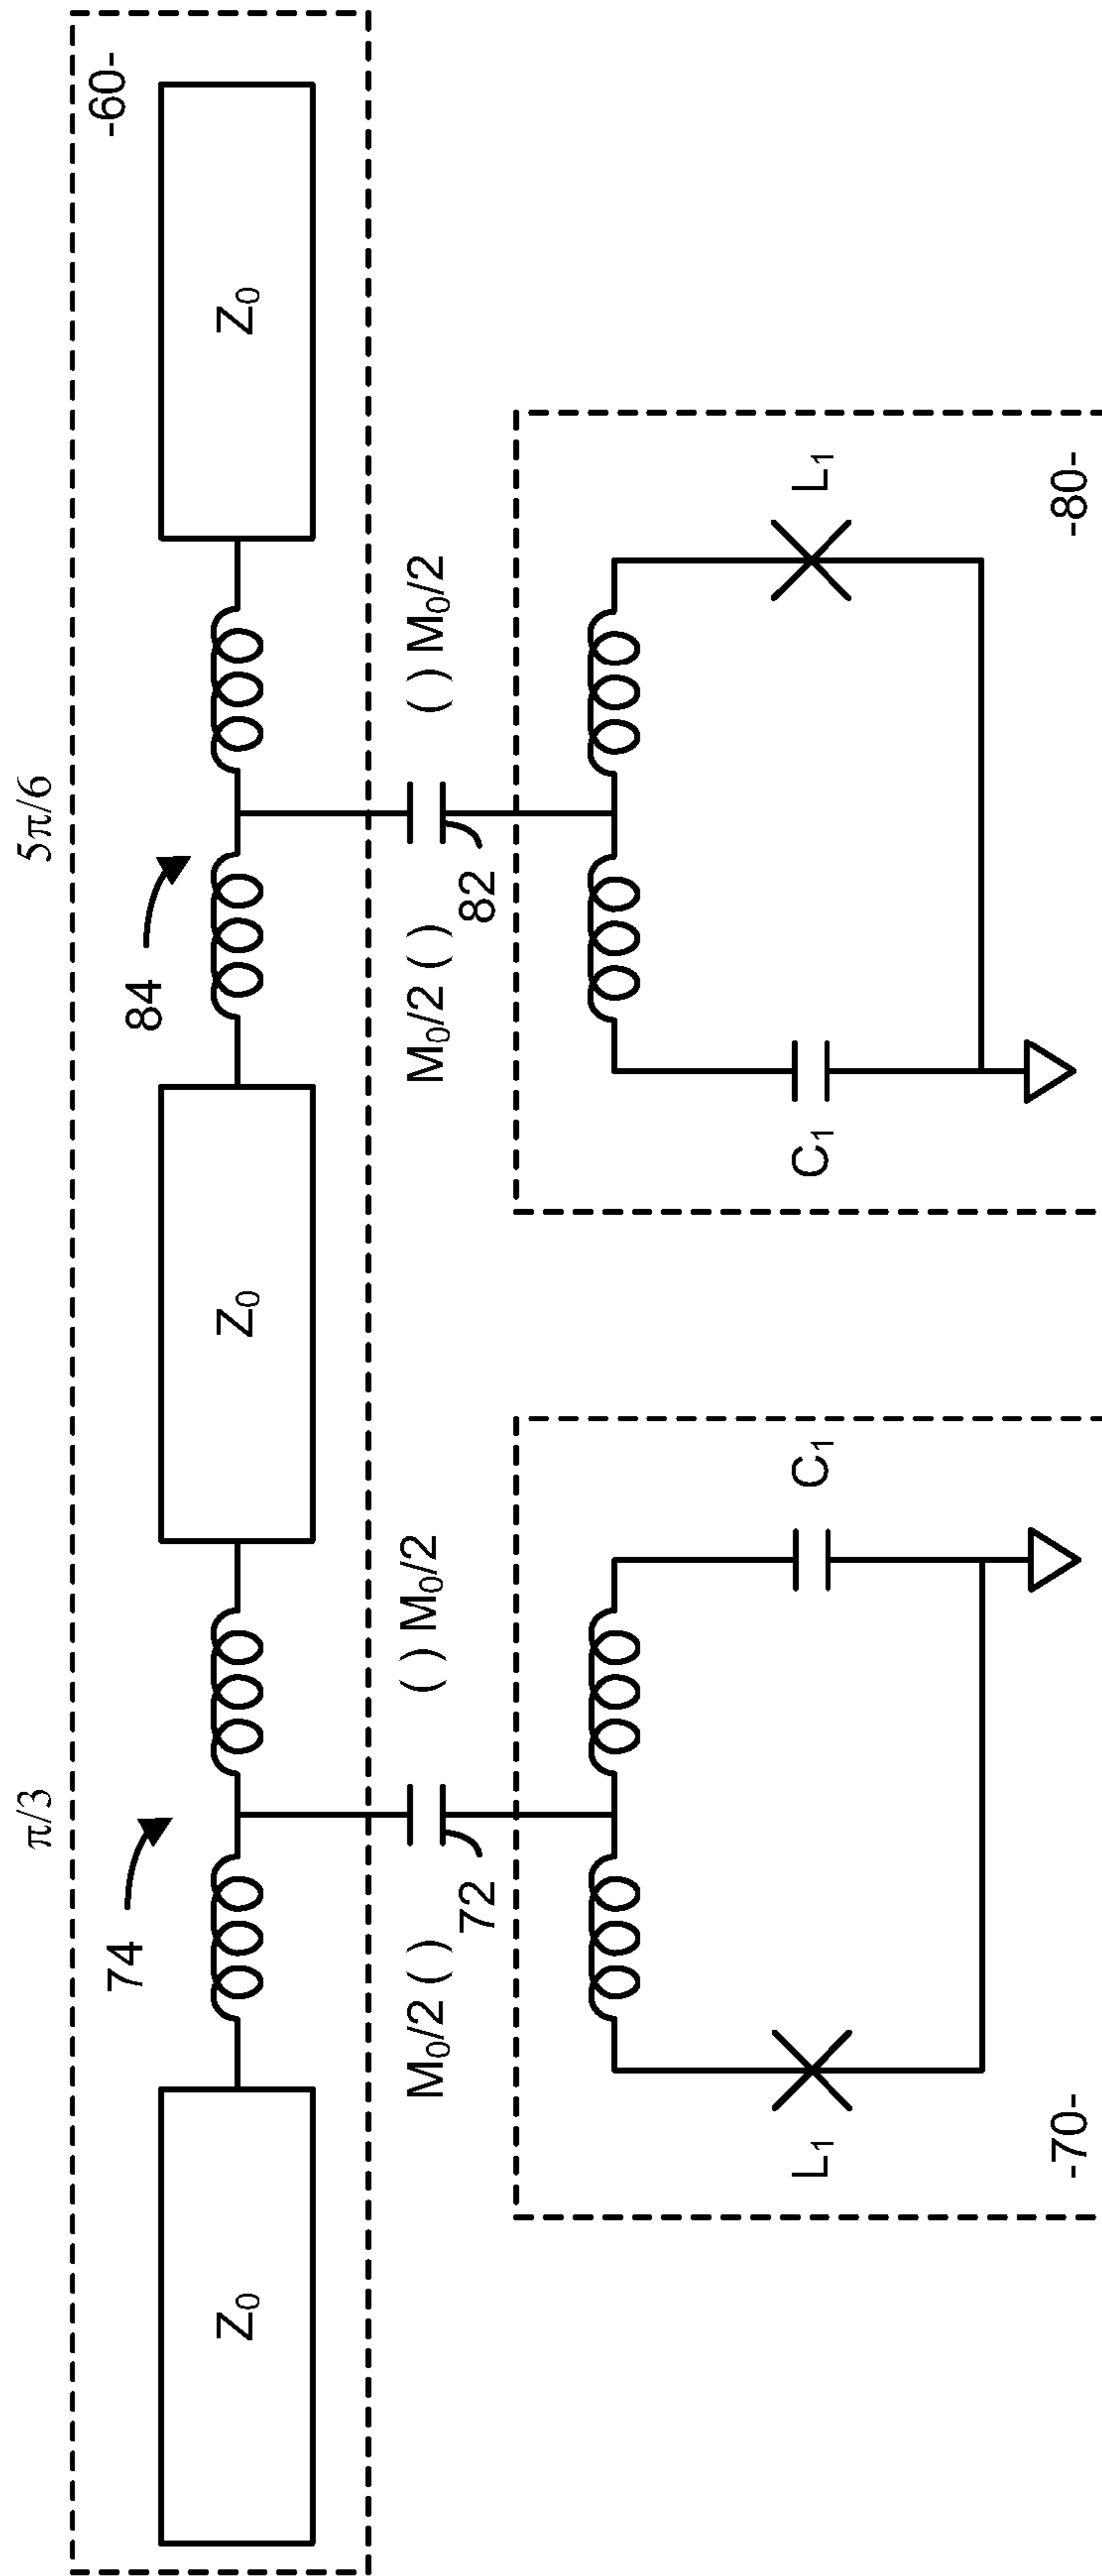 π/3
5π/6
-60-
74
84
Z₀
Z₀
Z₀
M₀/2 ( )
( ) M₀/2
M₀/2 ( )
( ) M₀/2
72
82
L₁
C₁
C₁
L₁
-70-
-80-